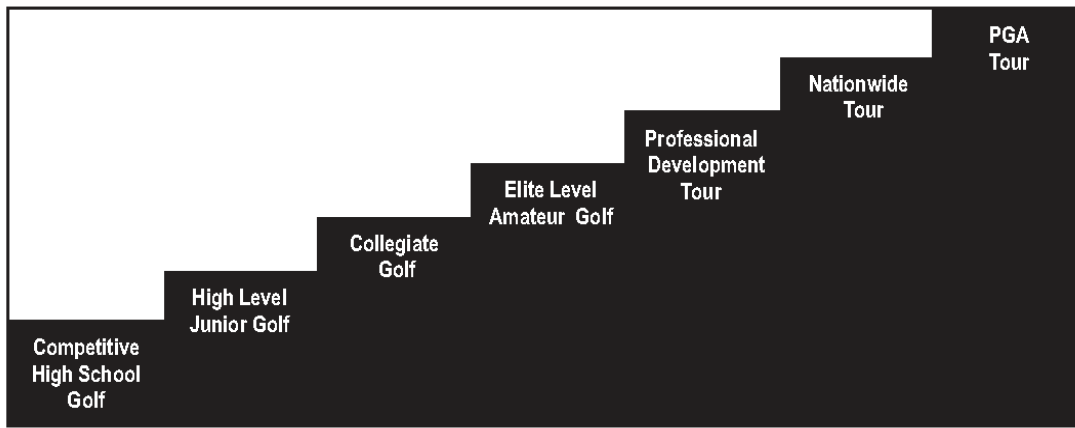 PGA
Tour
Nationwide
Tour
Professional
Development
Tour
Elite Level
Amateur Golf
Collegiate
Golf
High Level
Junior Golf
Competitive
High School
Golf